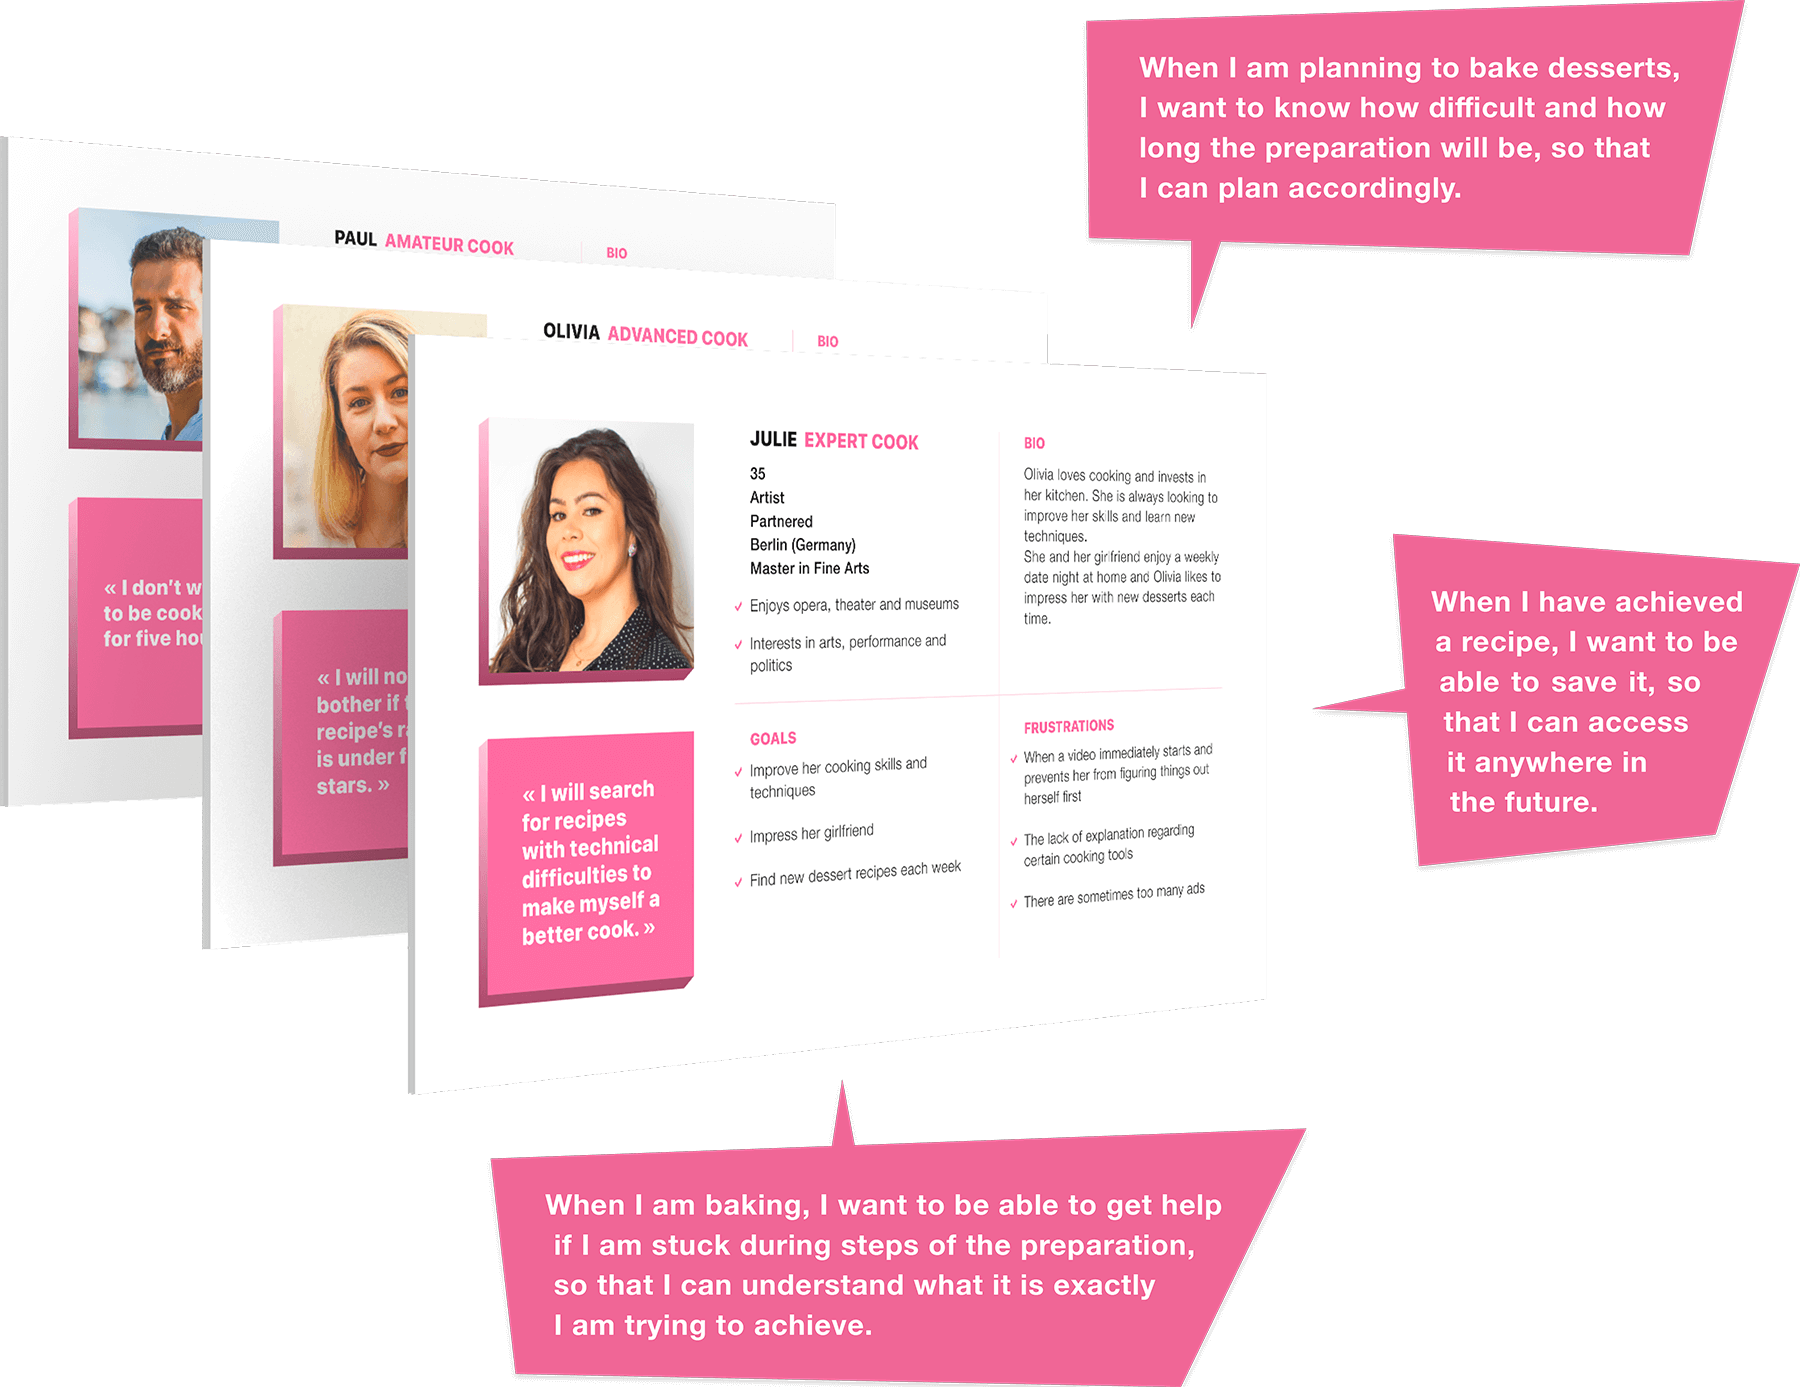 When I am planning to bake desserts,
I want to know how difficult and how
long the preparation will be, so that
I can plan accordingly.
PAUL AMATEUR COOK
BIO
« I don't
to be
for five
OLIVIA ADVANCED COOK
BIO
« I will
bother if
recipe's
is under
stars. »
JULIE EXPERT COOK
35
Artist
Partnered
Berlin (Germany)
Master in Fine Arts
Enjoys opera, theater and museums
Interests in arts, performance and
politics
BIO
Olivia loves cooking and invests in
her kitchen. She is always looking to
improve her skills and learn new
techniques.
She and her girlfriend enjoy a weekly
date night at home and Olivia likes to
impress her with new desserts each
time.
« I will search
for recipes
with technical
difficulties to
make myself a
better cook. »
GOALS
Improve her cooking skills and
techniques
Impress her girlfriend
Find new dessert recipes each week
FRUSTRATIONS
When a video immediately starts and
prevents her from figuring things out
herself first
The lack of explanation regarding
certain cooking tools
There are sometimes too many ads
When I have achieved
a recipe, I want to be
able to save it, so
that I can access
it anywhere in
the future.
When I am baking, I want to be able to get help
if I am stuck during steps of the preparation,
so that I can understand what it is exactly
I am trying to achieve.